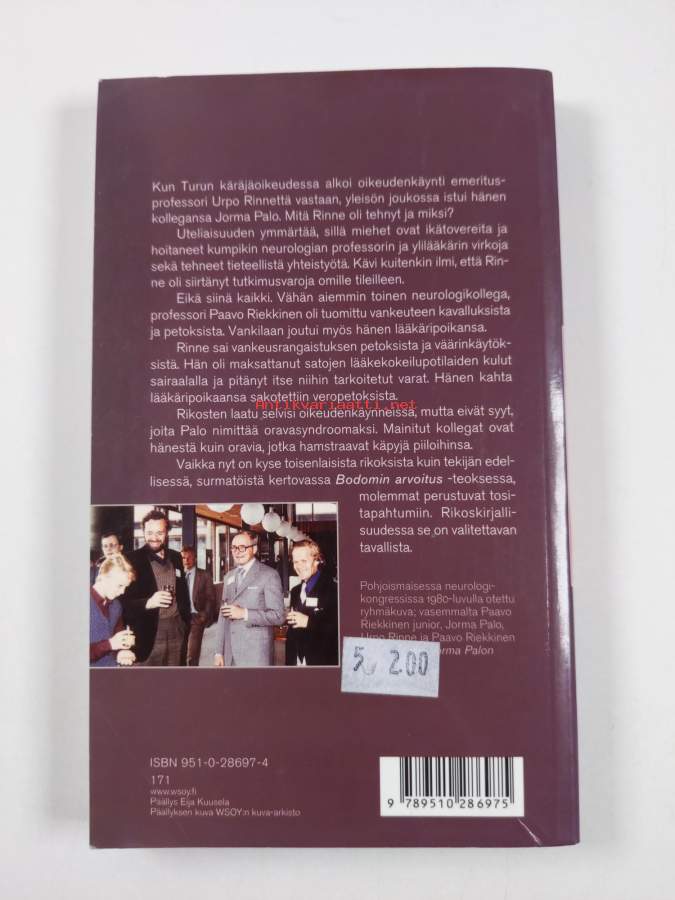 Kun Turun käräjäoikeudessa alkoi oikeudenkäynti emeritus-
professori Urpo Rinnettä vastaan, yleisön joukossa istui hänen
kollegansa Jorma Palo. Mitä Rinne oli tehnyt ja miksi?
Uteliaisuuden ymmärtää, sillä miehet ovat ikätovereita ja
hoitaneet kumpikin neurologian professorin ja ylilääkärin virkoja
sekä tehneet tieteellistä yhteistyötä. Kävi kuitenkin ilmi, että Rin-
ne oli siirtänyt tutkimusvaroja omille tileilleen.
Eikä siinä kaikki. Vähän aiemmin toinen neurologikollega,
professori Paavo Riekkinen oli tuomittu vankeuteen kavalluksista
ja petoksista. Vankilaan joutui myös hänen lääkäripoikansa.
Rinne sai vankeusrangaistuksen petoksista ja väärinkäytök-
sistä. Hän oli maksattanut satojen lääkekokeilupotilaiden kulut
sairaalalla ja pitänyt itse niihin tarkoitetut varat. Hänen kahta
lääkäripoikaansa sakotettiin veropetoksista.
Antikvariaatti.net
Rikosten laatu selvisi oikeudenkäynneissä, mutta eivät syyt,
joita Palo nimittää oravasyndroomaksi. Mainitut kollegat ovat
hänestä kuin oravia, jotka hamstraavat käpyjä piiloihinsa.
Vaikka nyt on kyse toisenlaisista rikoksista kuin tekijän edel-
lisessä, surmatöistä kertovassa Bodomin arvoitus -teoksessa,
molemmat perustuvat tosi-
tapahtumiin. Rikoskirjalli-
suudessa se on valitettavan
tavallista.
Pohjoismaisessa neurologi-
kongressissa 1980-luvulla otettu
ryhmäkuva; vasemmalta Paavo
Riekkinen junior, Jorma Palo,
Urpo Rinne ja Paavo Riekkinen
Jorma Palon
5 2.00
ISBN 951-0-28697-4
171
www.wsoy.fi
Päällys Eija Kuusela
Päällyksen kuva WSOY:n kuva-arkisto
9 789510 286975